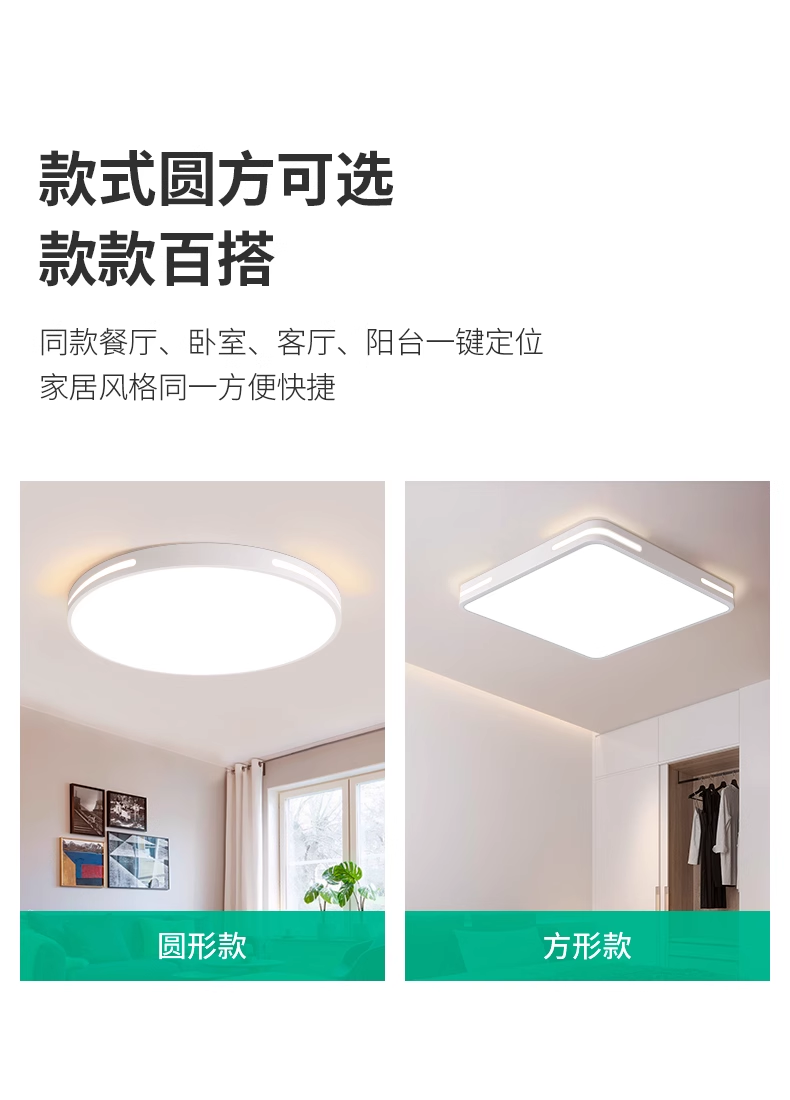 款式圆方可选
款款百搭
同款餐厅、卧室、客厅、阳台一键定位
家居风格同一方便快捷
圆形款
方形款